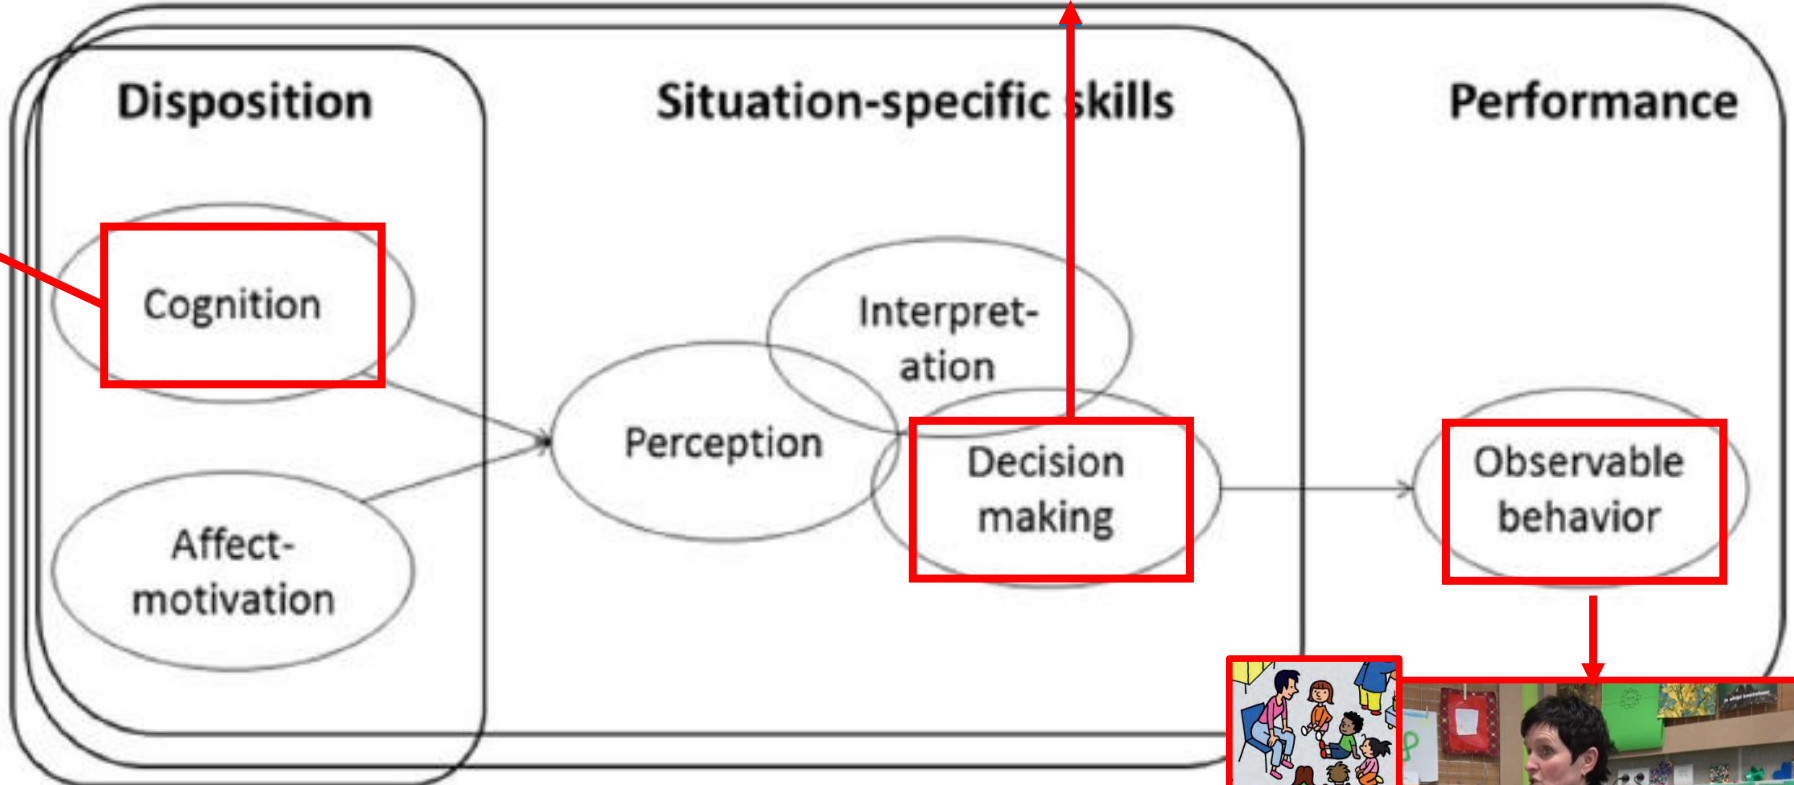 Disposition
Situation-specific skills
Performance
Cognition
Interpret-
ation
Perception
Decision
making
Observable
behavior
Affect-
motivation